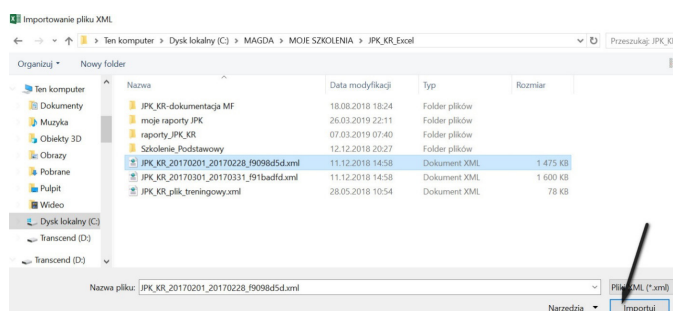 Importowanie pliku XML
Ten komputer > Dysk lokalny (C:) > MAGDA > MOJE SZKOLENIA > JPK_KR_Excel
Przeszukaj: JPK_K
Organizuj Nowy folder
Ten komputer
Dokumenty
Muzyka
Obiekty 3D
Obrazy
Pobrane
Pulpit
Wideo
Dysk lokalny (C:)
Transcend (D:)
Transcend (D:)
Nazwa Data modyfikacji Typ Rozmiar
JPK_KR-dokumentacja MF 18.08.2018 18:24 Folder plików
moje raporty JPK 26.03.2019 22:11 Folder plików
raporty_JPK_KR 07.03.2019 07:40 Folder plików
Szkolenie_Podstawowy 12.12.2018 20:27 Folder plików
JPK_KR_20170201_20170228_f9098d5d.xml 11.12.2018 14:58 Dokument XML 1 475 KB
JPK_KR_20170301_20170331_f91badfd.xml 11.12.2018 14:58 Dokument XML 1 600 KB
JPK_KR_plik_treningowy.xml 28.05.2018 10:54 Dokument XML 78 KB
Nazwa pliku: JPK_KR_20170201_20170228_f9098d5d.xml
Pliki XML (*.xml)
Narzędzia Importuj